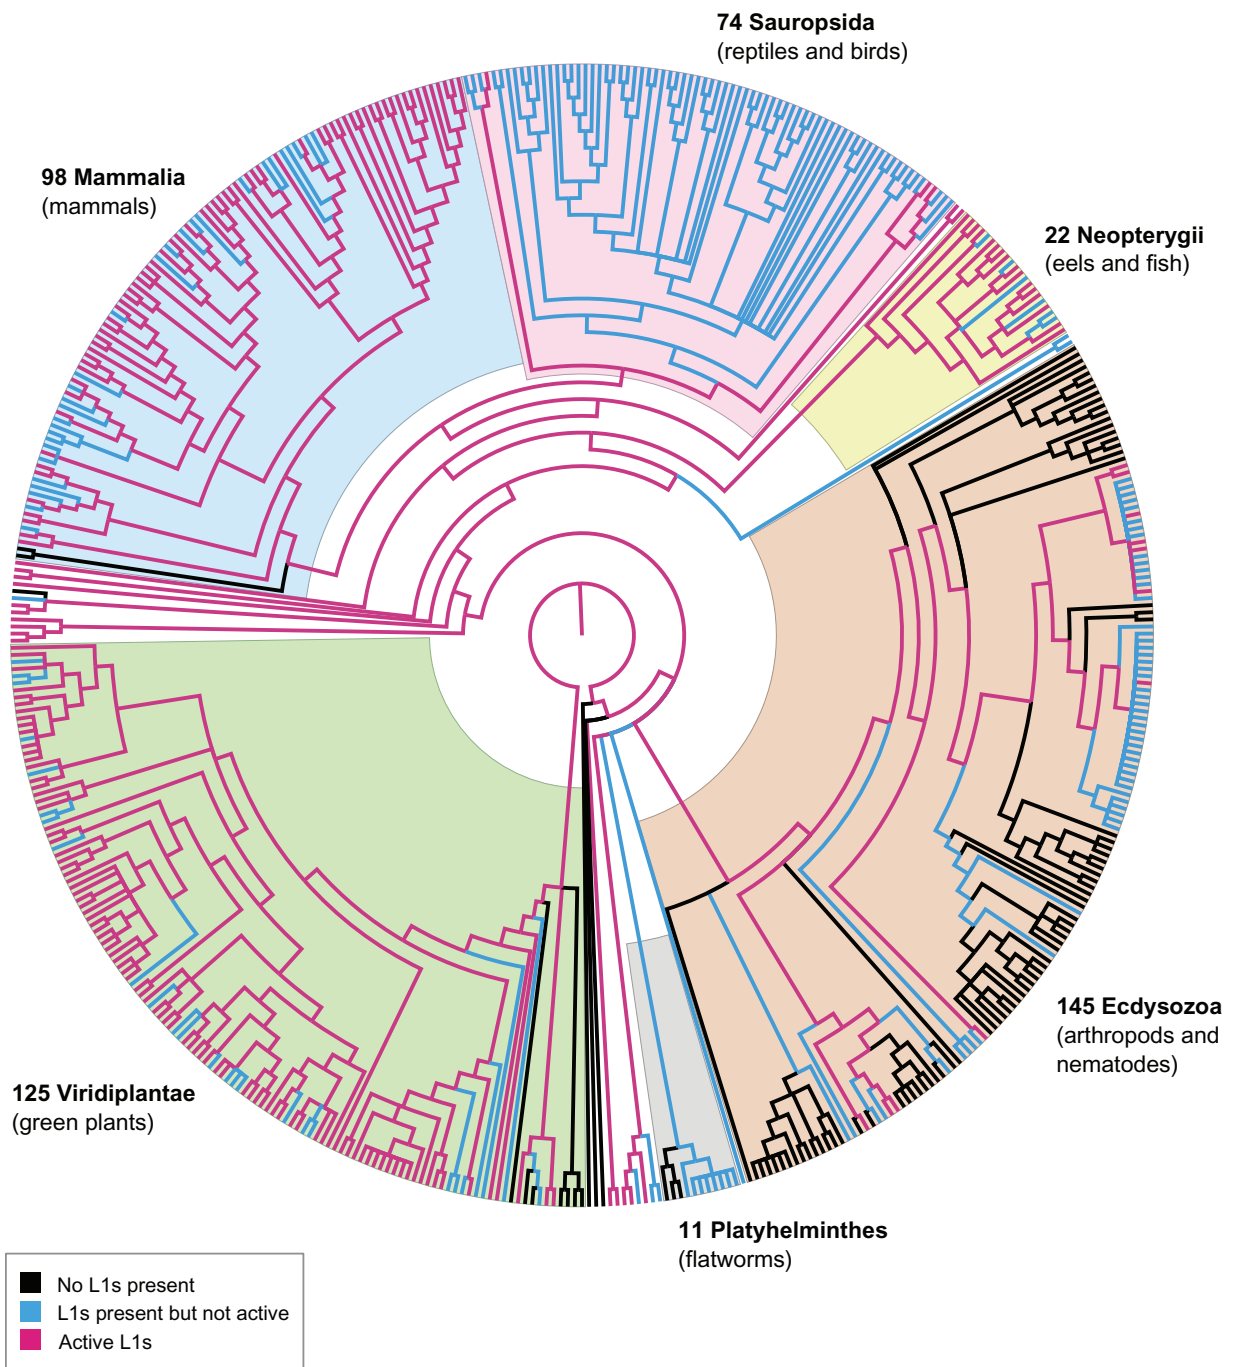 74 Sauropsida
(reptiles and birds)
98 Mammalia
(mammals)
22 Neopterygii
(eels and fish)
145 Ecdysozoa
(arthropods and
nematodes)
125 Viridiplantae
(green plants)
11 Platyhelminthes
(flatworms)
No L1s present
L1s present but not active
Active L1s